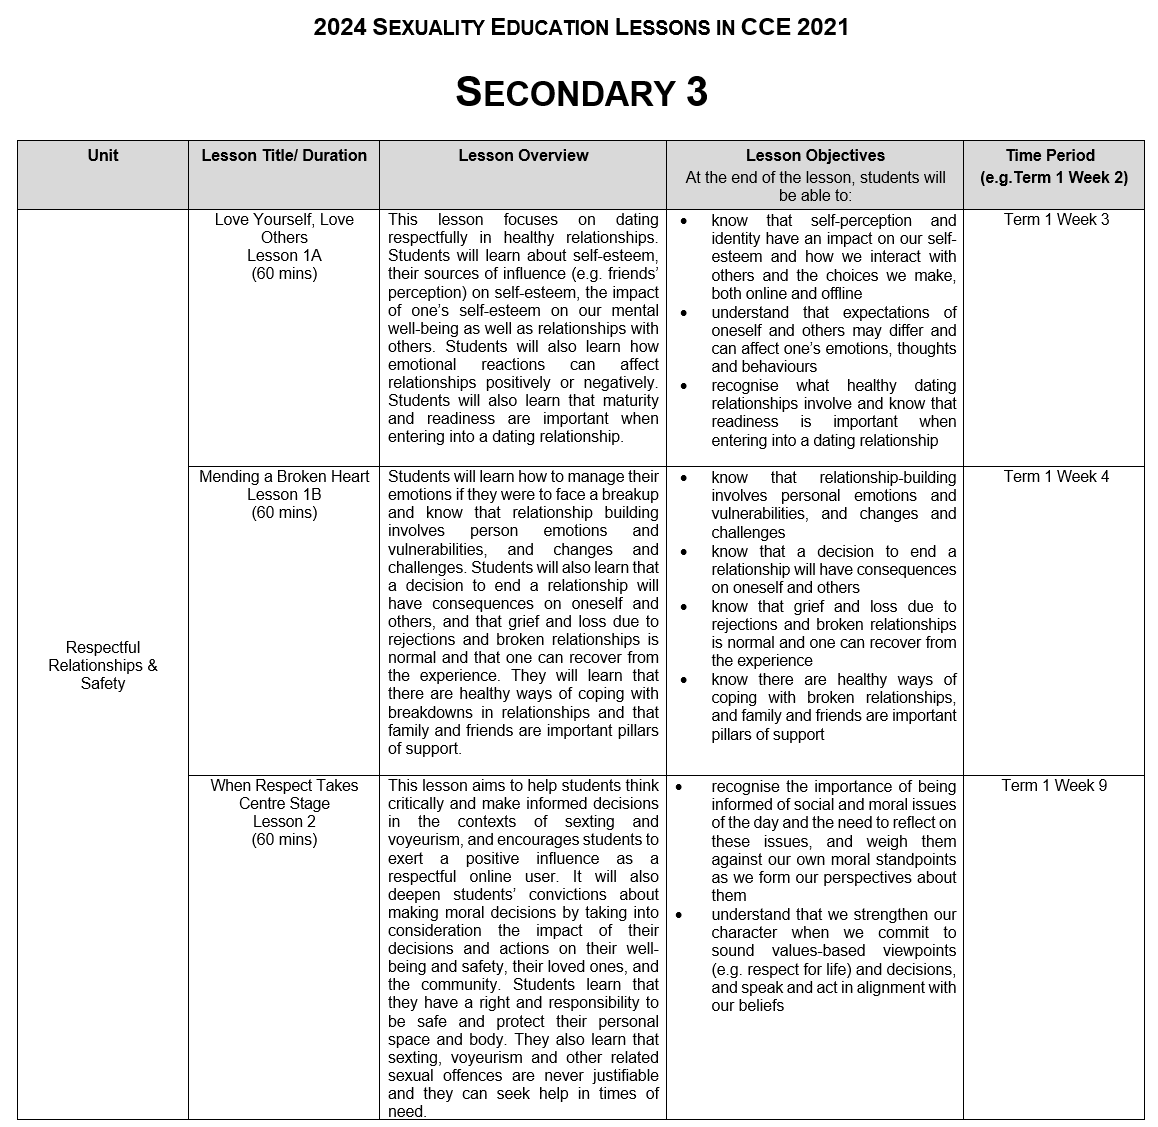 2024 SEXUALITY EDUCATION LESSONS IN CCE 2021
SECONDARY 3
Unit
Lesson Title/ Duration
Lesson Overview
Lesson Objectives
At the end of the lesson, students will
be able to:
Time Period
(e.g.Term 1 Week 2)
Respectful
Relationships &
Safety
Love Yourself, Love
Others
Lesson 1A
(60 mins)
This lesson focuses on dating
respectfully in healthy relationships.
Students will learn about self-esteem,
their sources of influence (e.g. friends’
perception) on self-esteem, the impact
of one’s self-esteem on our mental
well-being as well as relationships with
others. Students will also learn how
emotional reactions can affect
relationships positively or negatively.
Students will also learn that maturity
and readiness are important when
entering into a dating relationship.
• know that self-perception and
identity have an impact on our self-
esteem and how we interact with
others and the choices we make,
both online and offline
• understand that expectations of
oneself and others may differ and
can affect one’s emotions, thoughts
and behaviours
• recognise what healthy dating
relationships involve and know that
readiness is important when
entering into a dating relationship
Term 1 Week 3
Mending a Broken Heart
Lesson 1B
(60 mins)
Students will learn how to manage their
emotions if they were to face a breakup
and know that relationship building
involves person emotions and
vulnerabilities, and changes and
challenges. Students will also learn that
a decision to end a relationship will
have consequences on oneself and
others, and that grief and loss due to
rejections and broken relationships is
normal and that one can recover from
the experience. They will learn that
there are healthy ways of coping with
breakdowns in relationships and that
family and friends are important pillars
of support.
• know that relationship-building
involves personal emotions and
vulnerabilities, and changes and
challenges
• know that a decision to end a
relationship will have consequences
on oneself and others
• know that grief and loss due to
rejections and broken relationships
is normal and one can recover from
the experience
• know there are healthy ways of
coping with broken relationships,
and family and friends are important
pillars of support
Term 1 Week 4
When Respect Takes
Centre Stage
Lesson 2
(60 mins)
This lesson aims to help students think
critically and make informed decisions
in the contexts of sexting and
voyeurism, and encourages students to
exert a positive influence as a
respectful online user. It will also
deepen students’ convictions about
making moral decisions by taking into
consideration the impact of their
decisions and actions on their well-
being and safety, their loved ones, and
the community. Students learn that
they have a right and responsibility to
be safe and protect their personal
space and body. They also learn that
sexting, voyeurism and other related
sexual offences are never justifiable
and they can seek help in times of
need.
• recognise the importance of being
informed of social and moral issues
of the day and the need to reflect on
these issues, and weigh them
against our own moral standpoints
as we form our perspectives about
them
• understand that we strengthen our
character when we commit to
sound values-based viewpoints
(e.g. respect for life) and decisions,
and speak and act in alignment with
our beliefs
Term 1 Week 9